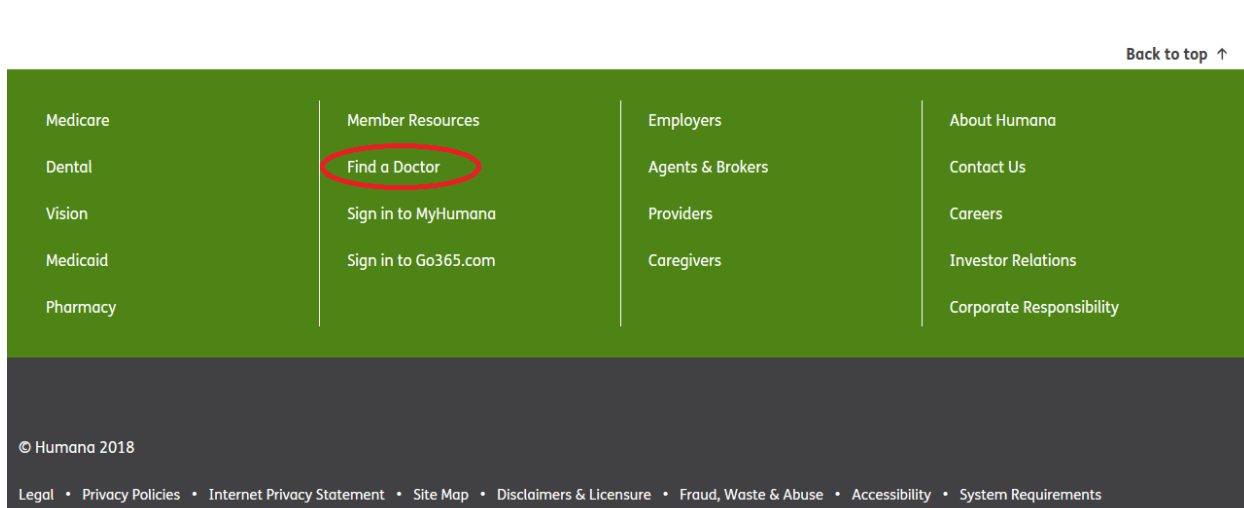 Back to top ↑
Medicare
Dental
Vision
Medicaid
Pharmacy
Member Resources
Find a Doctor
Sign in to MyHumana
Sign in to Go365.com
Employers
Agents & Brokers
Providers
Caregivers
About Humana
Contact Us
Careers
Investor Relations
Corporate Responsibility
© Humana 2018
Legal • Privacy Policies • Internet Privacy Statement • Site Map • Disclaimers & Licensure • Fraud, Waste & Abuse • Accessibility • System Requirements